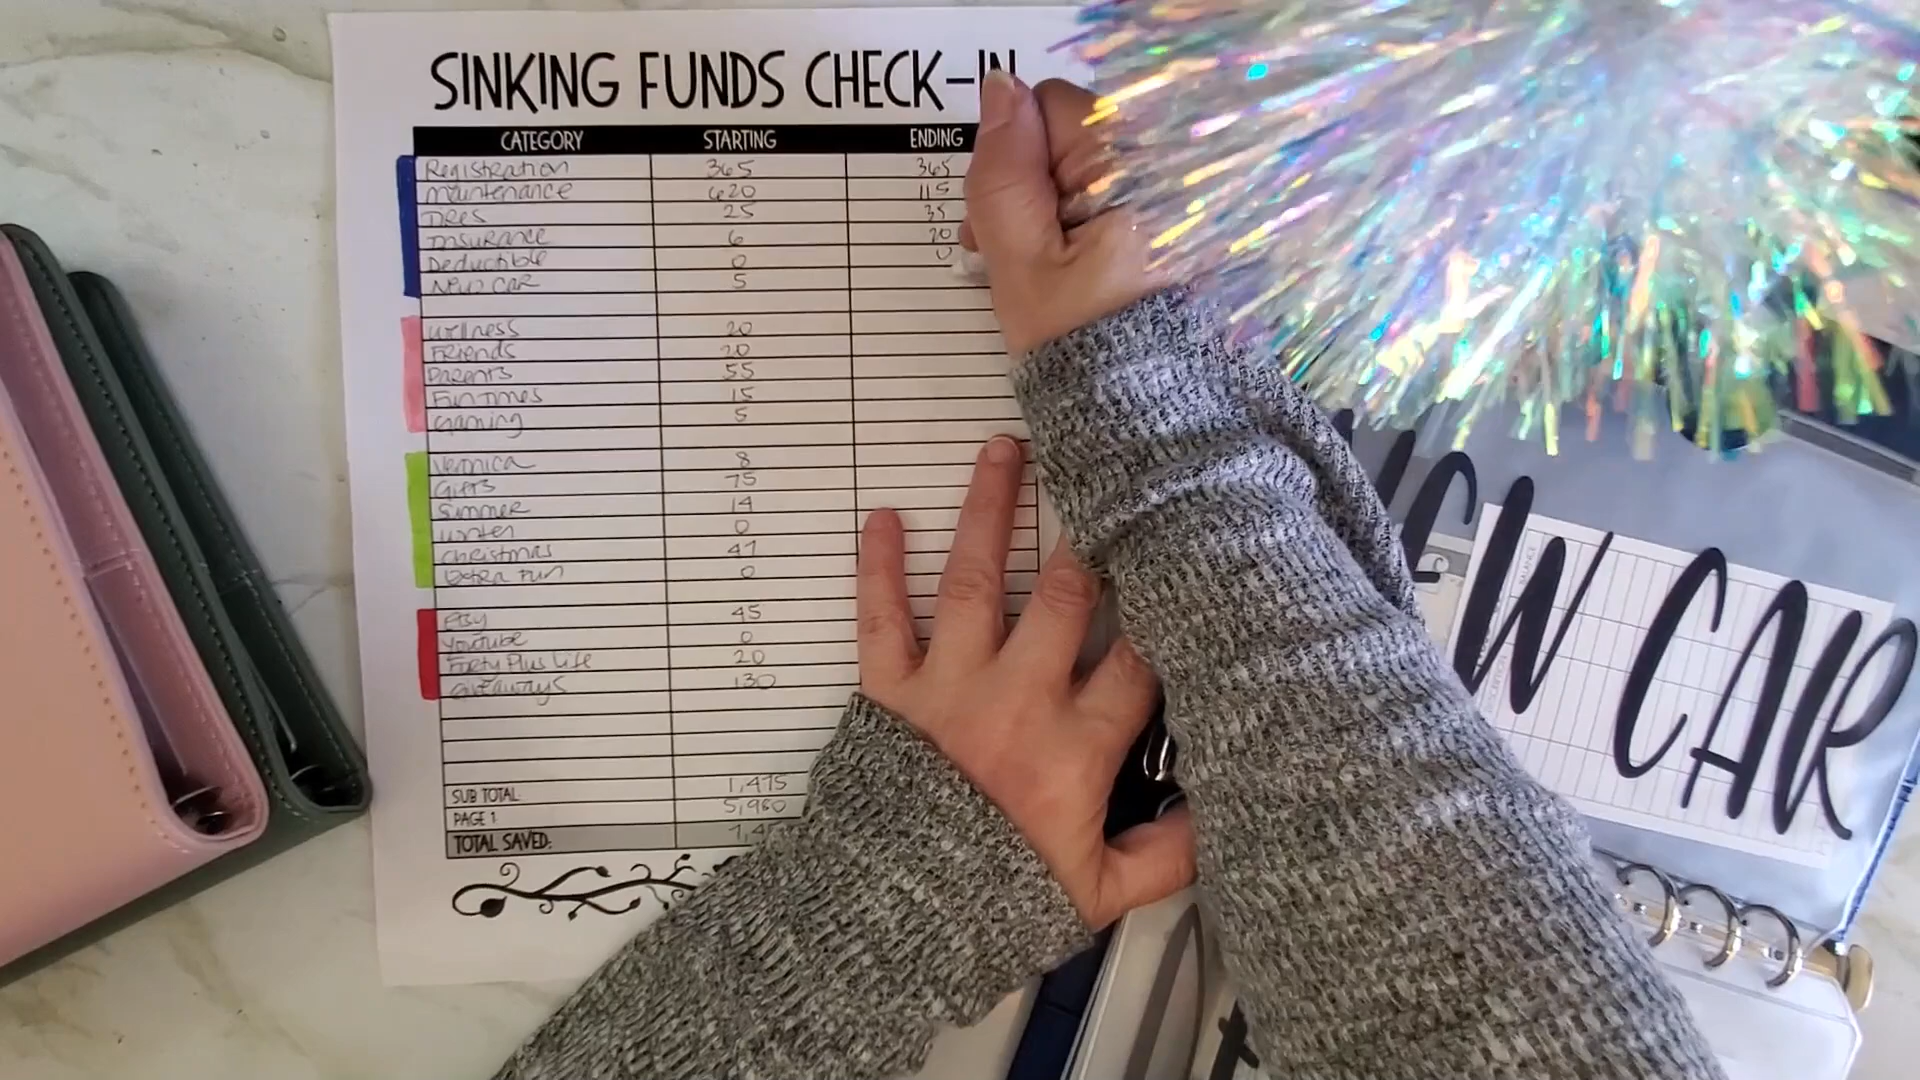 SINKING FUNDS CHECK-IN
CATEGORY STARTING ENDING
Registration 365 365
Maintenance 620 115
Tires 25 35
Insurance 6 20
Deductible 0 0
New Car 5
Wellness 20
Friends 20
Parents 55
Fun Times 15
Gaming 5
Veronica 8
Gifts 75
Summer 14
Winter 0
Christmas 47
Extra Fun 0
Etsy 45
YouTube 0
Forty Plus Life 20
Giveaways 130
SUB TOTAL: 1,475
PAGE 1 5,960
TOTAL SAVED:
NEW CAR